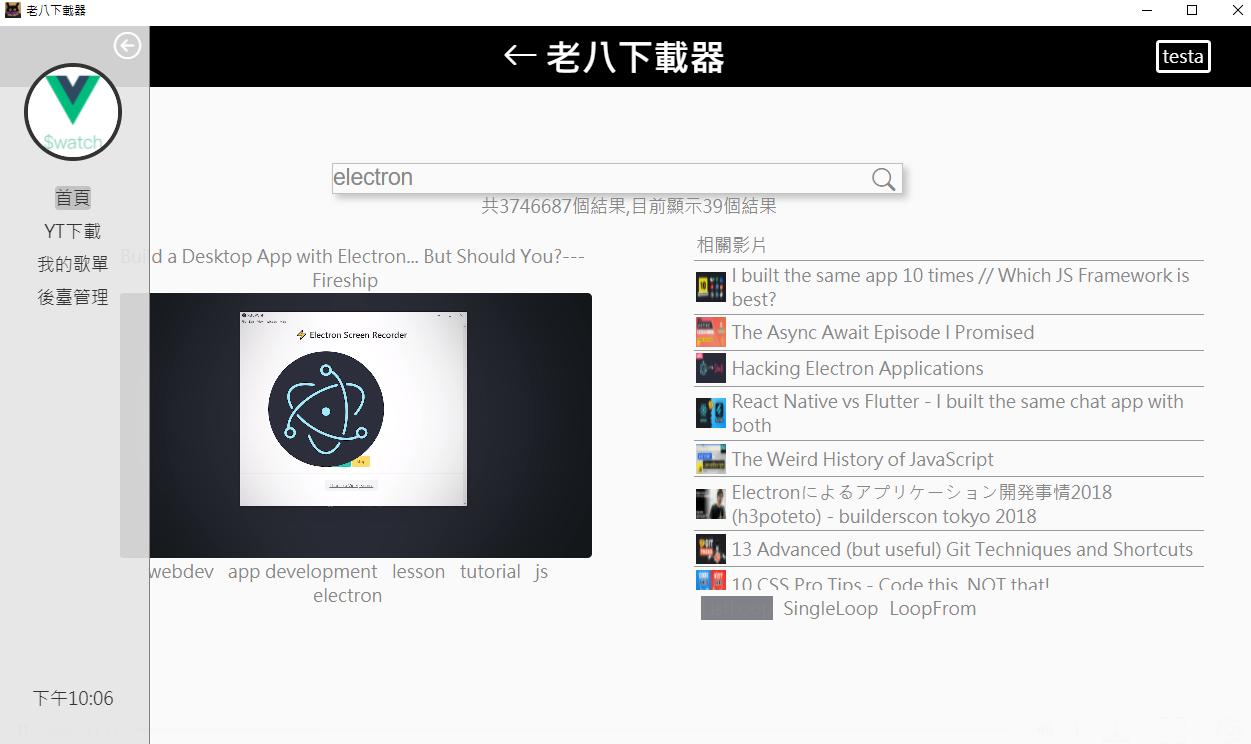 老八下載器
← 老八下載器
testa
$watch
首頁
YT下載
我的歌單
後臺管理
下午10:06
electron
共3746687個結果,目前顯示39個結果
Build a Desktop App with Electron... But Should You?---
Fireship
Electron Screen Recorder
webdev app development lesson tutorial js
electron
相關影片
I built the same app 10 times // Which JS Framework is
best?
The Async Await Episode I Promised
Hacking Electron Applications
React Native vs Flutter - I built the same chat app with
both
The Weird History of JavaScript
Electronによるアプリケーション開発事情2018
(h3poteto) - builderscon tokyo 2018
13 Advanced (but useful) Git Techniques and Shortcuts
10 CSS Pro Tips - Code this, NOT that!
SingleLoop LoopFrom